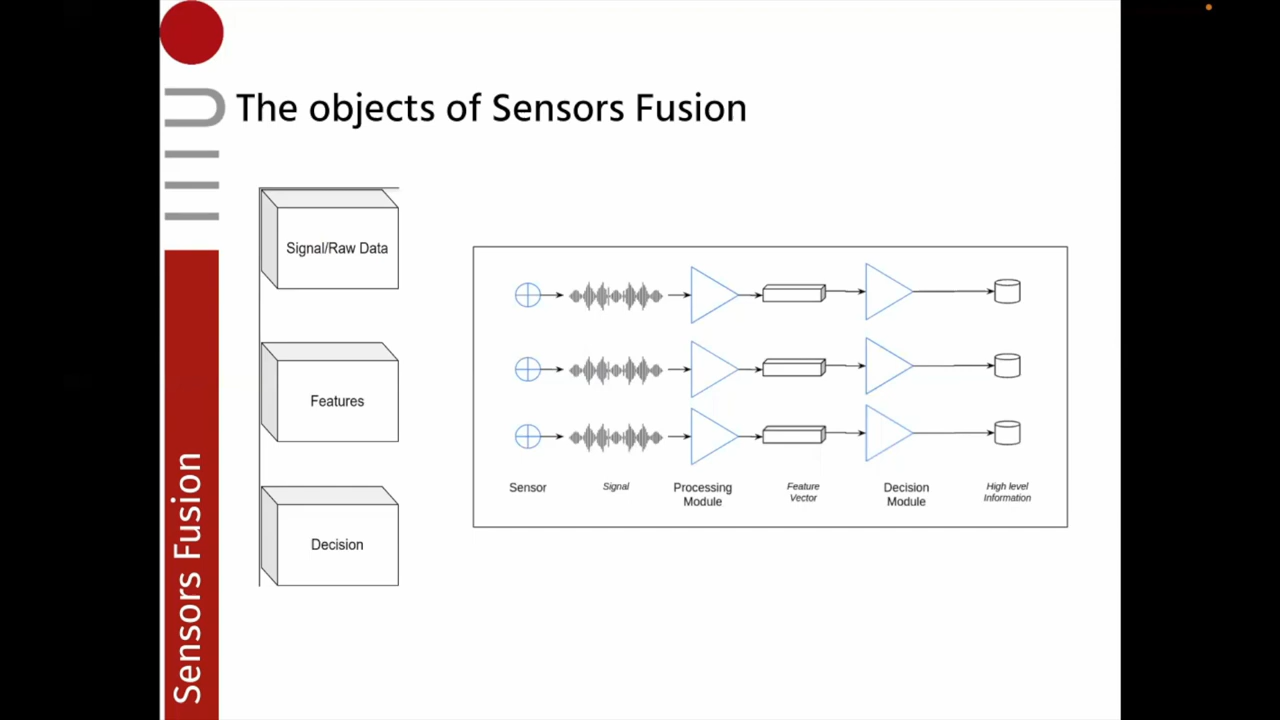 The objects of Sensors Fusion
Signal/Raw Data
Features
Decision
Sensor
Signal
Processing
Module
Feature
Vector
Decision
Module
High level
Information
Sensors Fusion